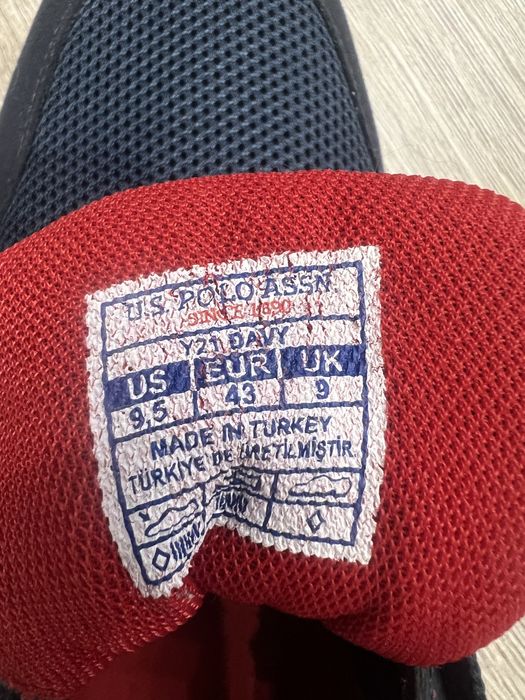 U.S. POLO ASSN.
SINCE 1890
Y21 DAVY
US EUR UK
9,5 43 9
MADE IN TURKEY
TÜRKİYE'DE ÜRETİLMİŞTİR